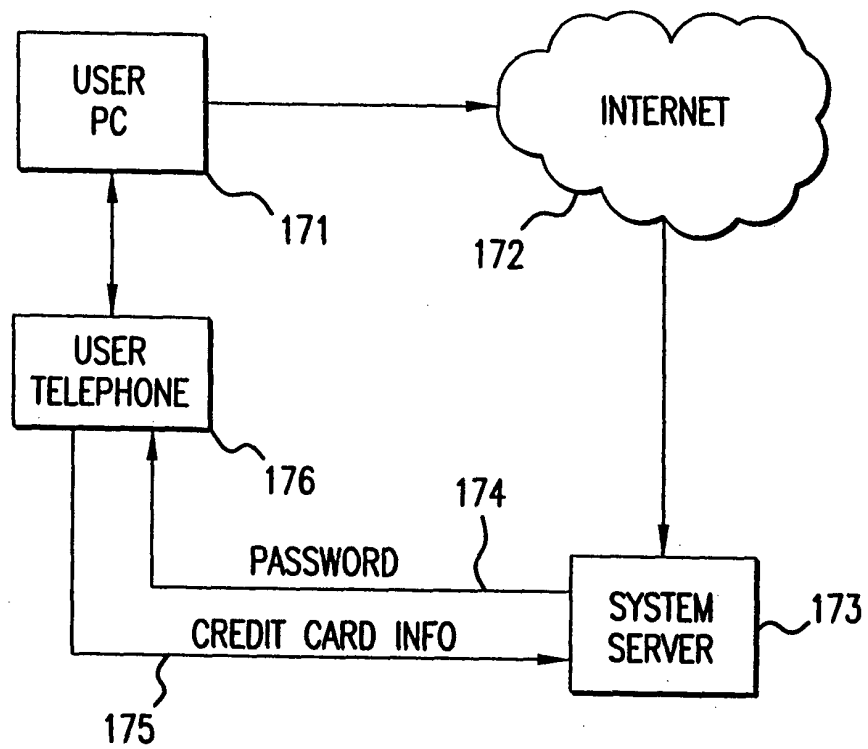 USER
PC
INTERNET
171
172
USER
TELEPHONE
176
174
PASSWORD
SYSTEM
SERVER
173
CREDIT CARD INFO
175